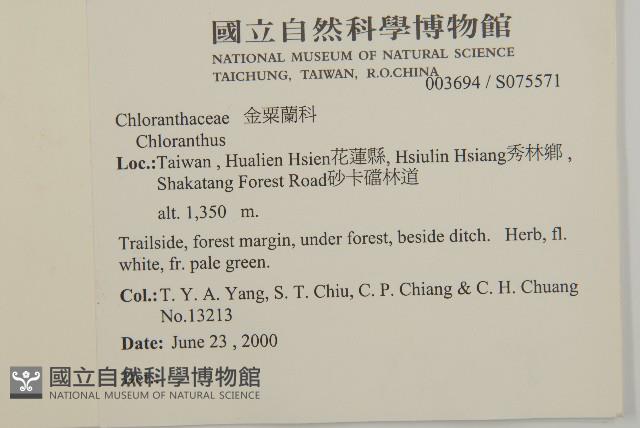 國立自然科學博物館
NATIONAL MUSEUM OF NATURAL SCIENCE
TAICHUNG, TAIWAN, R.O.CHINA
003694 / S075571
Chloranthaceae 金粟蘭科
Chloranthus
Loc.:Taiwan , Hualien Hsien花蓮縣, Hsiulin Hsiang秀林鄉 ,
Shakatang Forest Road砂卡礑林道
alt. 1,350 m.
Trailside, forest margin, under forest, beside ditch. Herb, fl.
white, fr. pale green.
Col.: T. Y. A. Yang, S. T. Chiu, C. P. Chiang & C. H. Chuang
No.13213
Date: June 23 , 2000
國立自然科學博物館
NATIONAL MUSEUM OF NATURAL SCIENCE